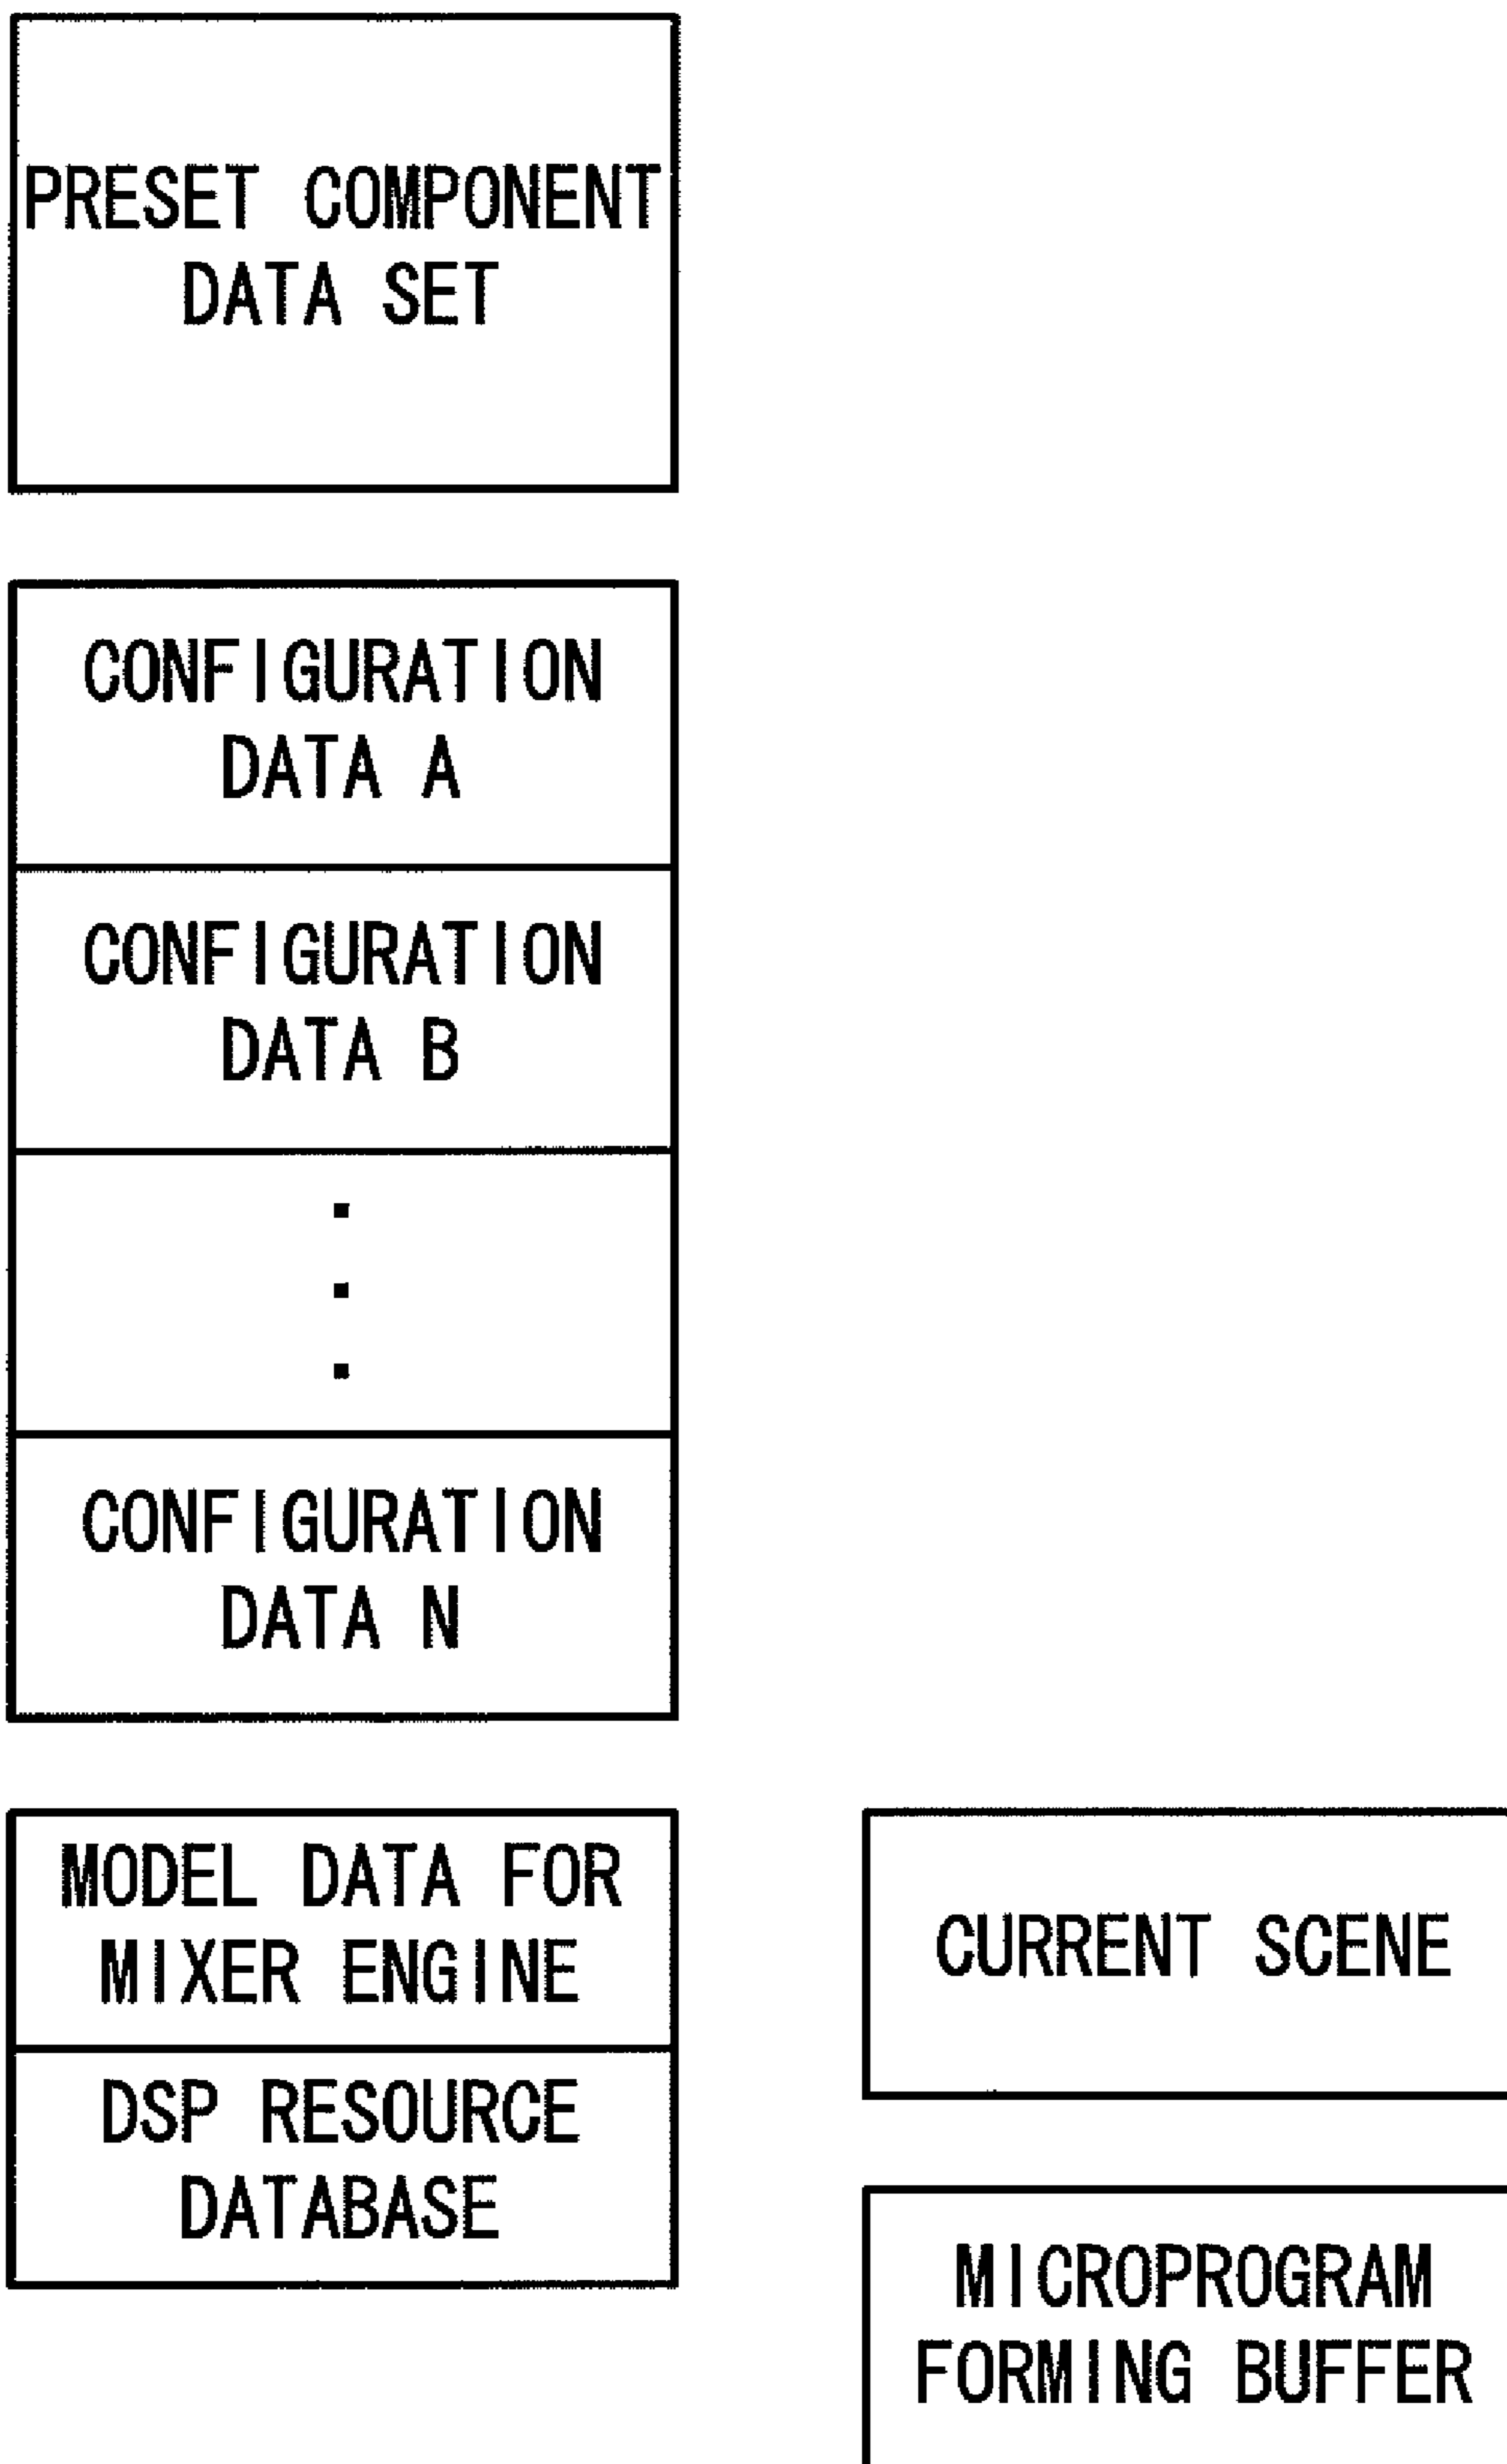 PRESET COMPONENT
DATA SET
CONFIGURATION
DATA A
CONFIGURATION
DATA B
CONFIGURATION
DATA N
MODEL DATA FOR
MIXER ENGINE
DSP RESOURCE
DATABASE
CURRENT SCENE
MICROPROGRAM
FORMING BUFFER